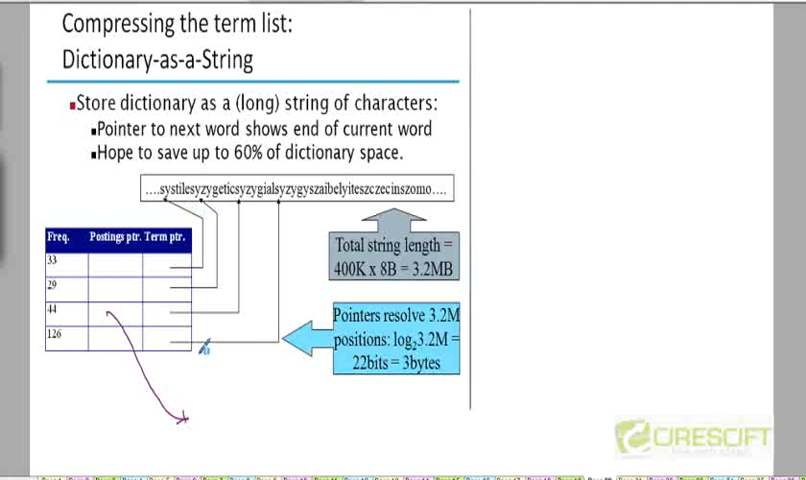 Compressing the term list:
Dictionary-as-a-String
Store dictionary as a (long) string of characters:
Pointer to next word shows end of current word
Hope to save up to 60% of dictionary space.
....systilesyzygeticsyzygialsyzygyszaibelyiteszczecinszomo....
Freq. Postings ptr. Term ptr.
33
29
44
126
Total string length =
400K x 8B = 3.2MB
Pointers resolve 3.2M
positions: log23.2M =
22bits = 3bytes